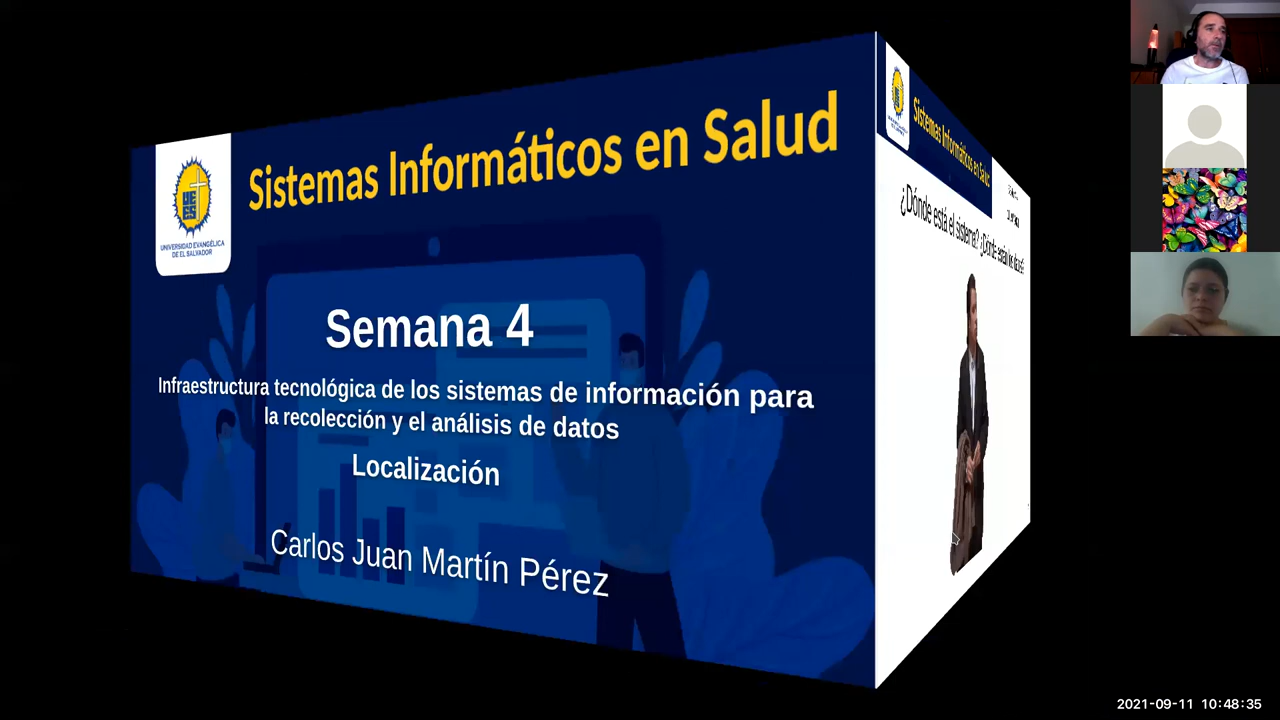 Sistemas Informáticos en Salud
UNIVERSIDAD EVANGÉLICA
DE EL SALVADOR
Semana 4
Infraestructura tecnológica de los sistemas de información para
la recolección y el análisis de datos
Localización
Carlos Juan Martín Pérez
Sistemas Informáticos en Salud
¿Dónde está el sistema? ¿Dónde están los datos?
2021-09-11 10:48:35